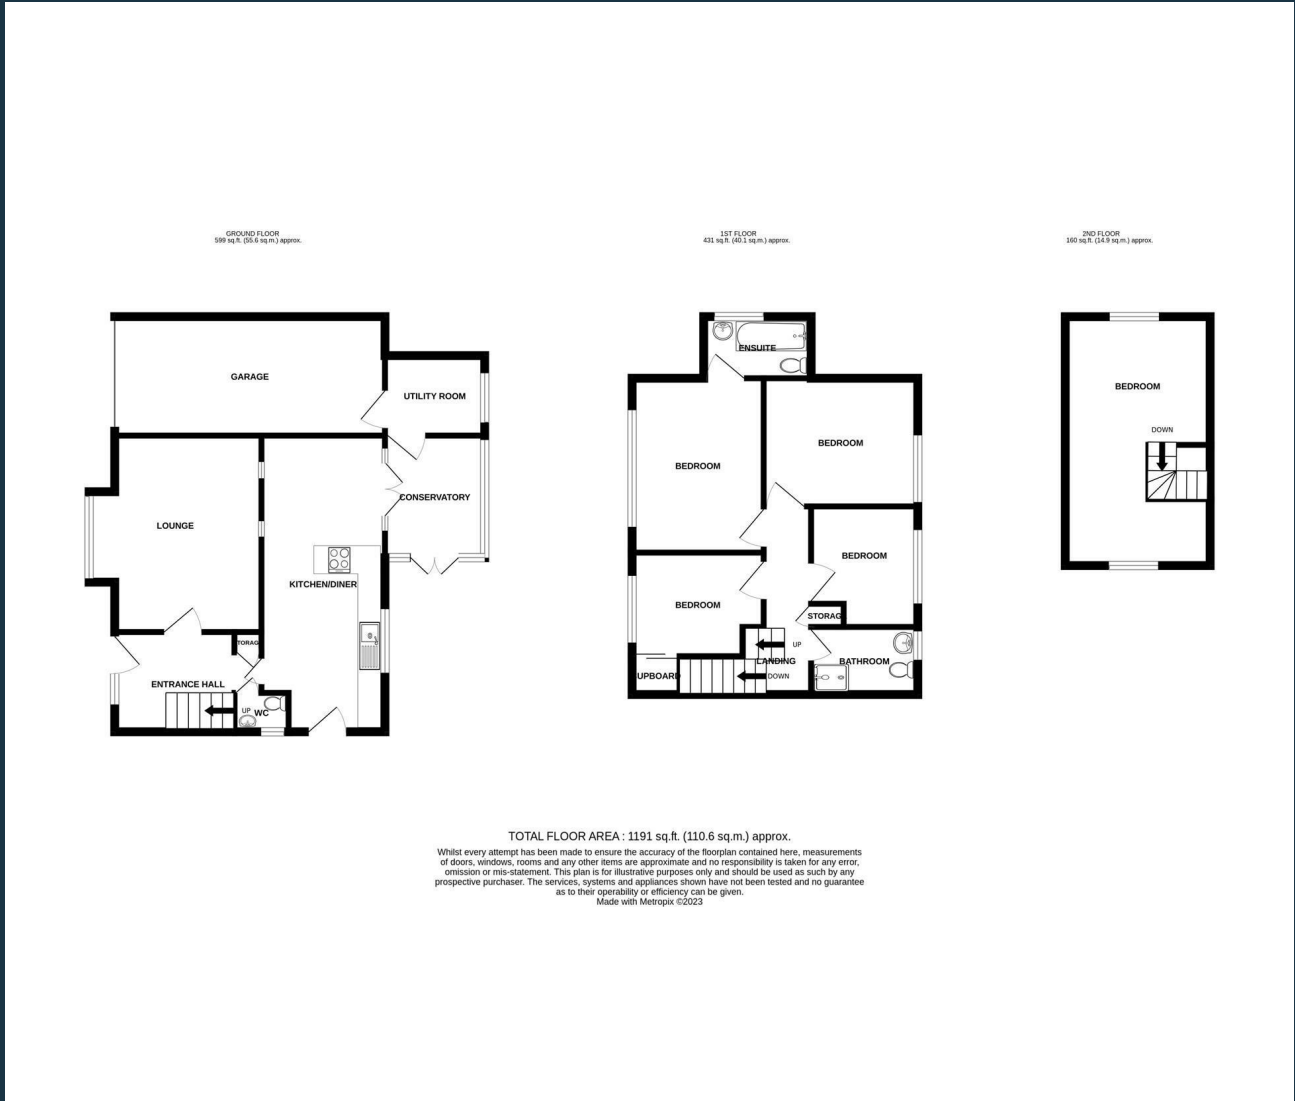 GROUND FLOOR
599 sq.ft. (55.6 sq.m.) approx.
1ST FLOOR
431 sq.ft. (40.1 sq.m.) approx.
2ND FLOOR
160 sq.ft. (14.9 sq.m.) approx.
GARAGE
UTILITY ROOM
CONSERVATORY
LOUNGE
KITCHEN/DINER
TORAG
ENTRANCE HALL
UP
WC
ENSUITE
BEDROOM
BEDROOM
BEDROOM
BEDROOM
STORAG
UP
LANDING
BATHROOM
UPBOARD
DOWN
BEDROOM
DOWN
TOTAL FLOOR AREA : 1191 sq.ft. (110.6 sq.m.) approx.
Whilst every attempt has been made to ensure the accuracy of the floorplan contained here, measurements
of doors, windows, rooms and any other items are approximate and no responsibility is taken for any error,
omission or mis-statement. This plan is for illustrative purposes only and should be used as such by any
prospective purchaser. The services, systems and appliances shown have not been tested and no guarantee
as to their operability or efficiency can be given.
Made with Metropix ©2023